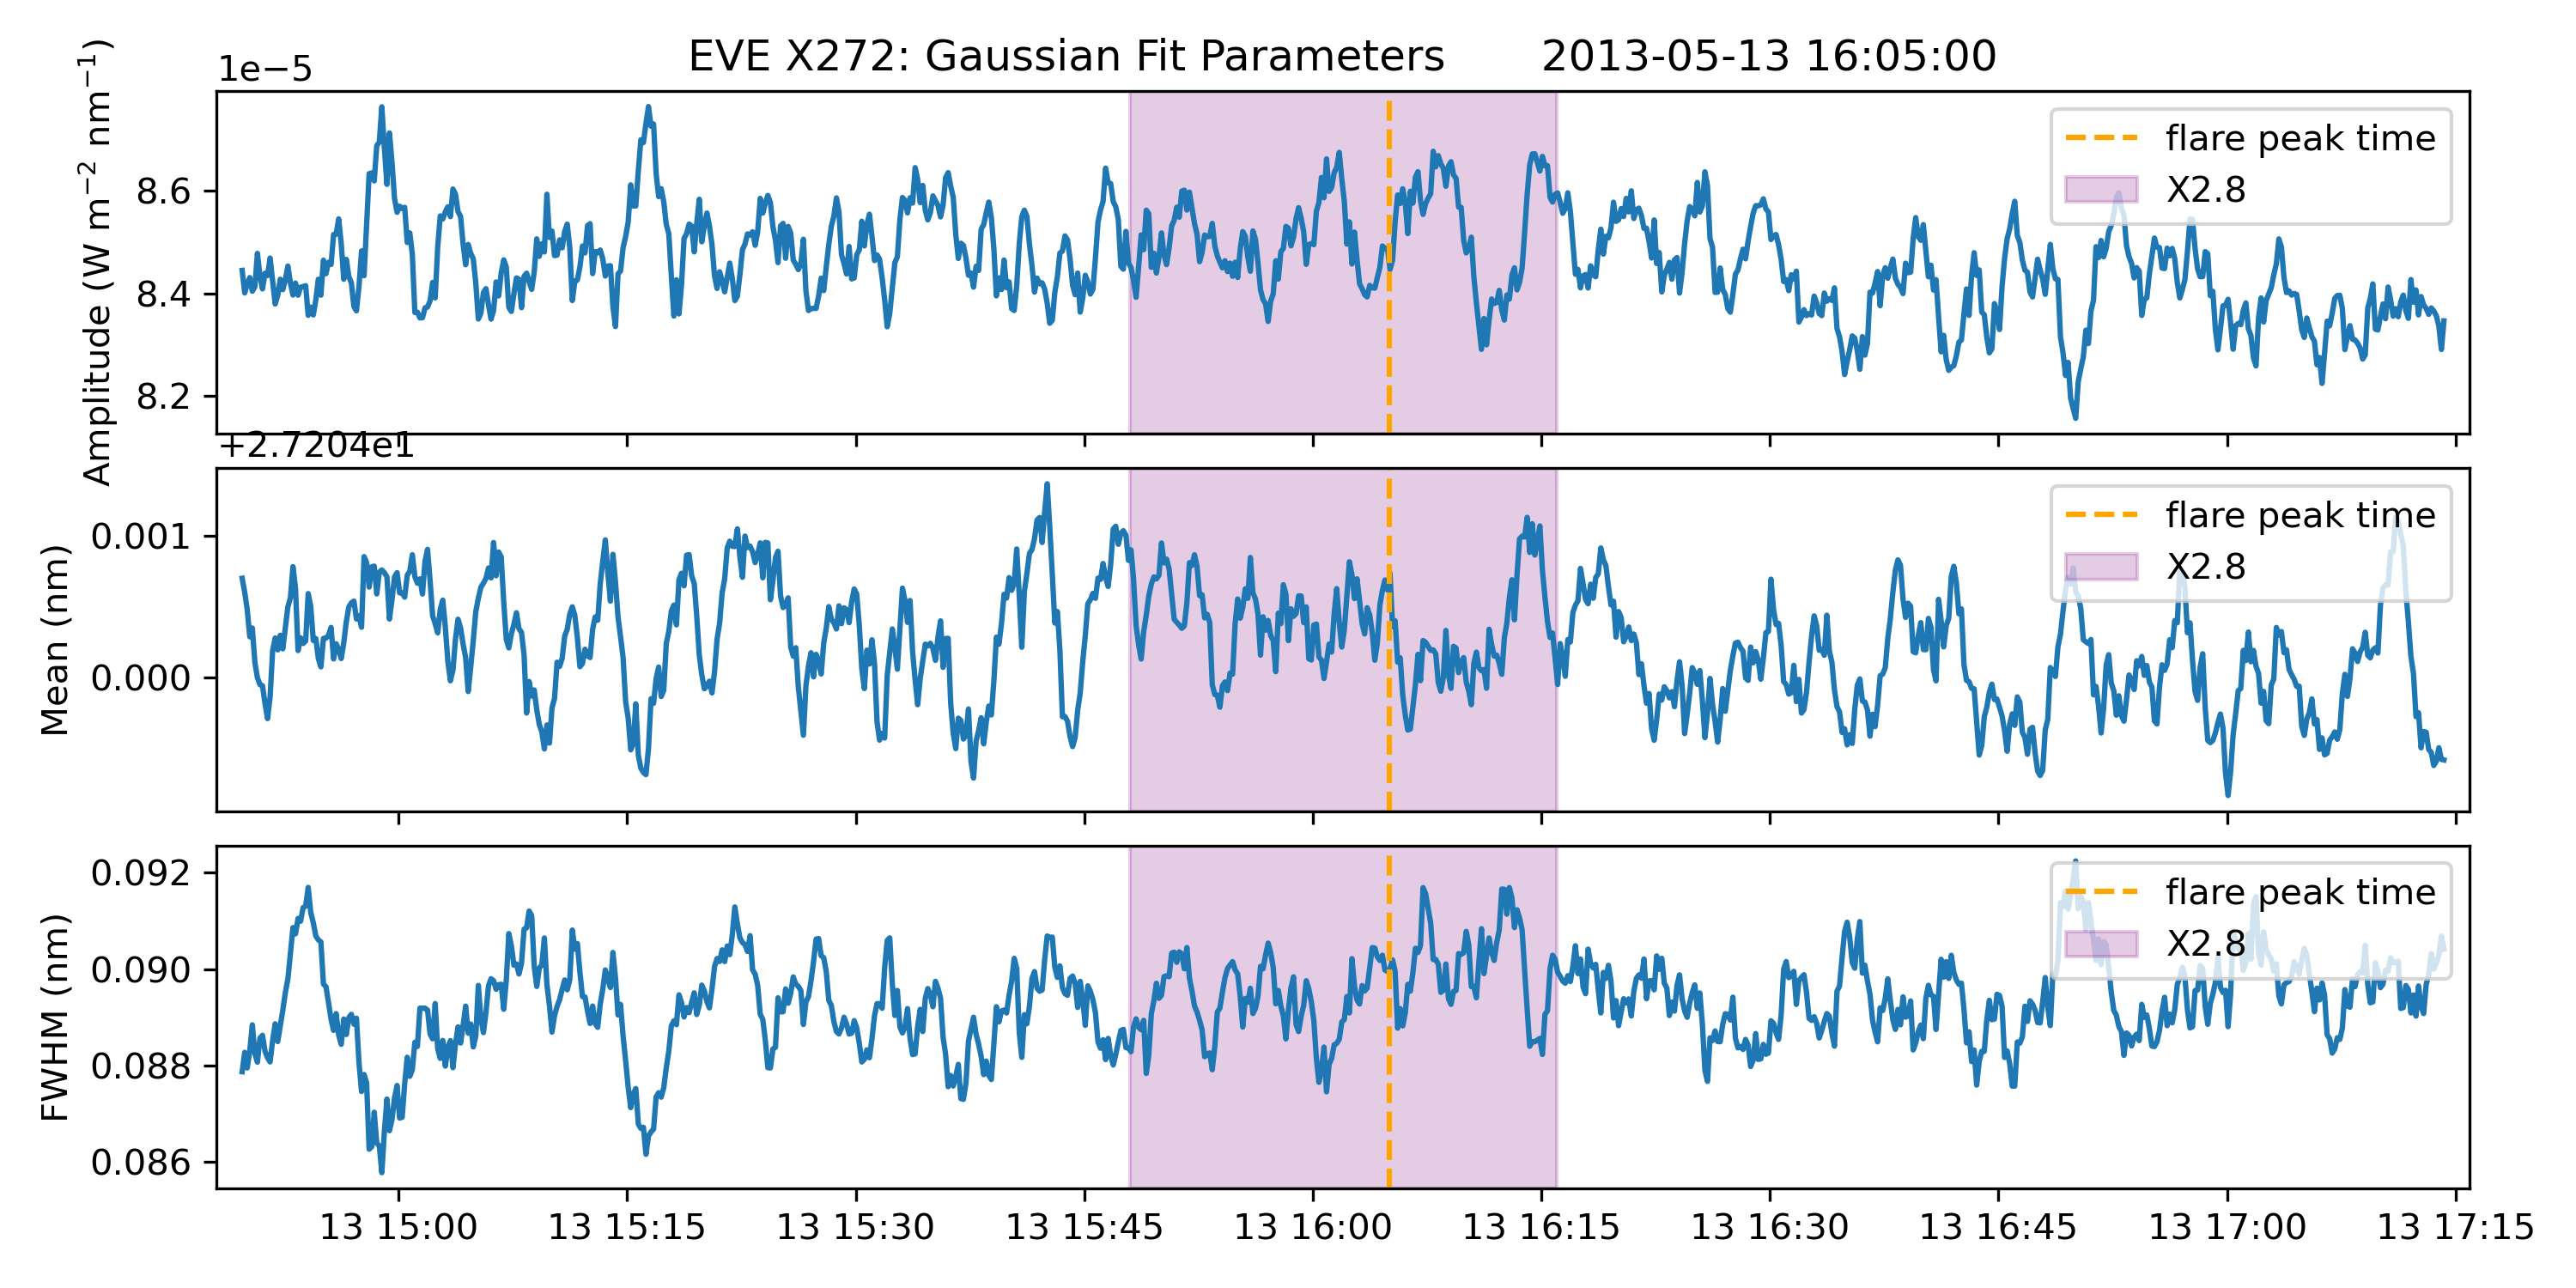 EVE X272: Gaussian Fit Parameters 2013-05-13 16:05:00
1e−5
Amplitude (W m⁻² nm⁻¹)
8.6
8.4
8.2
flare peak time
X2.8
+2.7204e1
Mean (nm)
0.001
0.000
flare peak time
X2.8
FWHM (nm)
0.092
0.090
0.088
0.086
flare peak time
X2.8
13 15:00 13 15:15 13 15:30 13 15:45 13 16:00 13 16:15 13 16:30 13 16:45 13 17:00 13 17:15